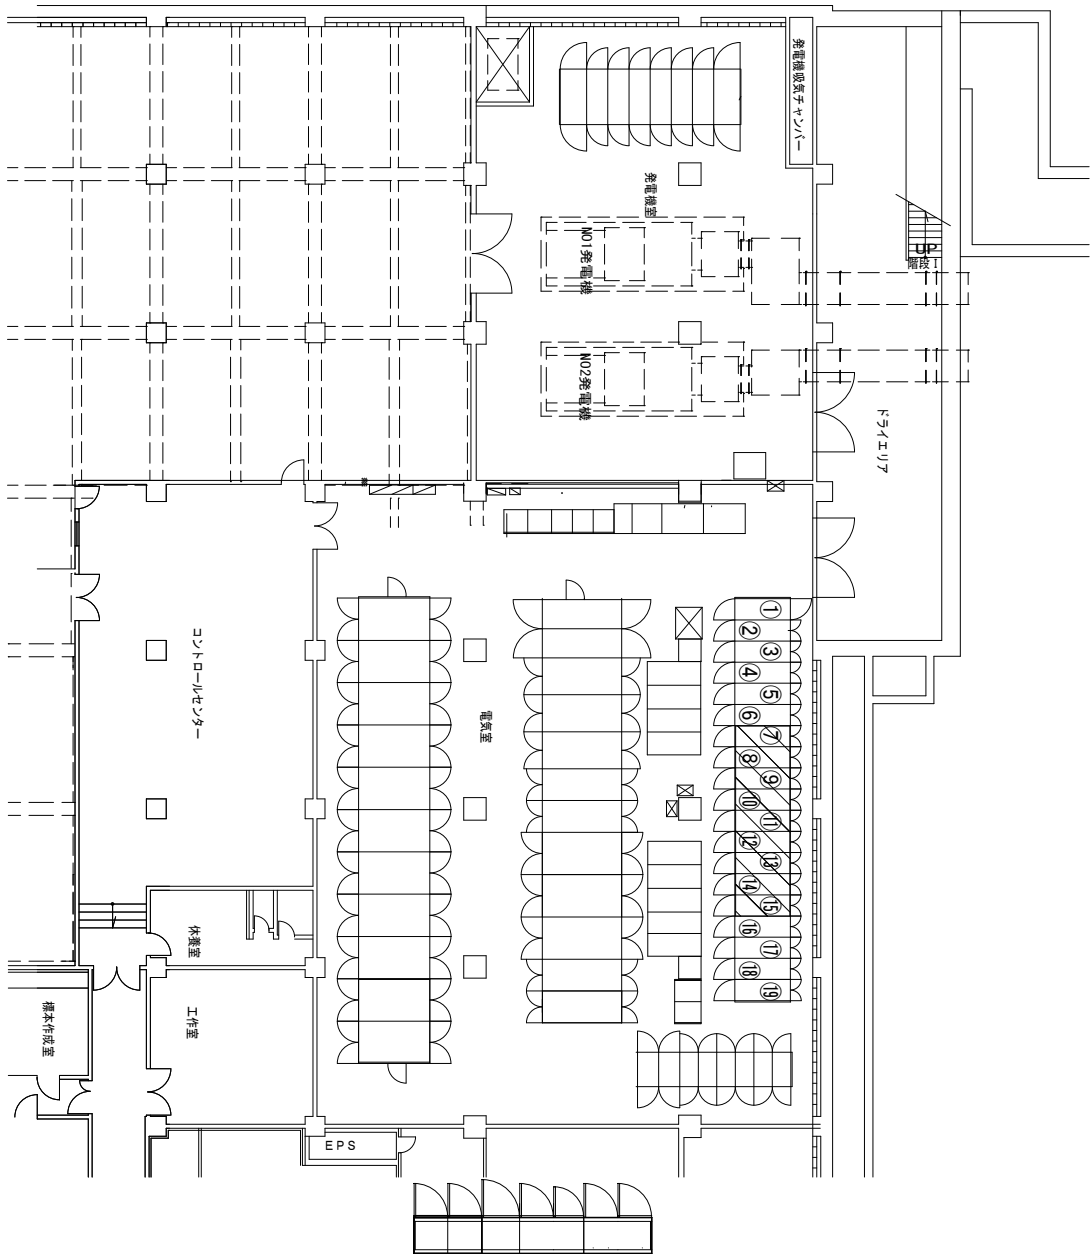 発電機吸気チャンバー
発電機室
NO1発電機
UP
階段1
NO2発電機
ドライエリア
コントロールセンター
電気室
①
②
③
④
⑤
⑥
⑦
⑧
⑨
⑩
⑪
⑫
⑬
⑭
⑮
⑯
⑰
⑱
⑲
休養室
工作室
標本作成室
EPS